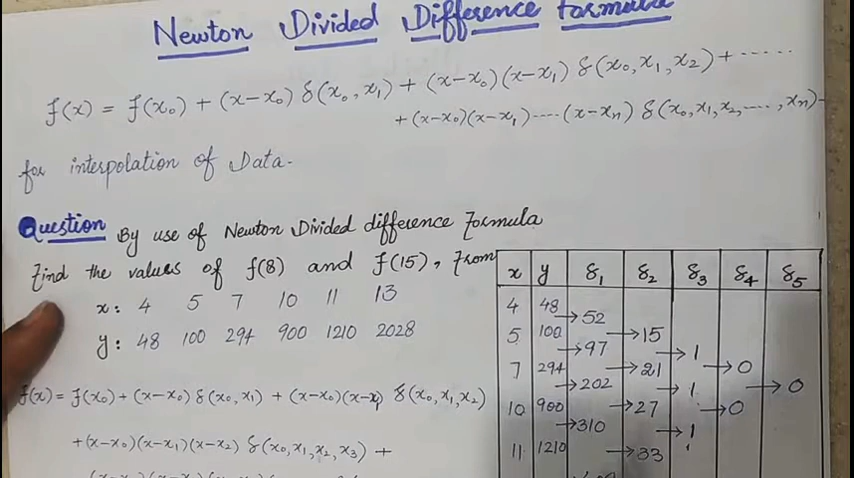 Newton Divided Difference Formula
f(x) = f(x₀) + (x-x₀) δ(x₀,x₁) + (x-x₀)(x-x₁) δ(x₀,x₁,x₂) + ......
+ (x-x₀)(x-x₁)....(x-xₙ) δ(x₀,x₁,x₂,....,xₙ)-
for interpolation of Data.
Question By use of Newton Divided difference Formula
Find the values of f(8) and f(15), From
x: 4 5 7 10 11 13
y: 48 100 294 900 1210 2028
f(x) = f(x₀) + (x-x₀) δ(x₀,x₁) + (x-x₀)(x-x₁) δ(x₀,x₁,x₂)
+(x-x₀)(x-x₁)(x-x₂) δ(x₀,x₁,x₂,x₃) +
x y δ₁ δ₂ δ₃ δ₄ δ₅
4 48
→52
5 100 →15
→97 →1
7 294 →21 →0
→202 →1 →0
10 900 →27 →0
→310 →1
11 1210 →33